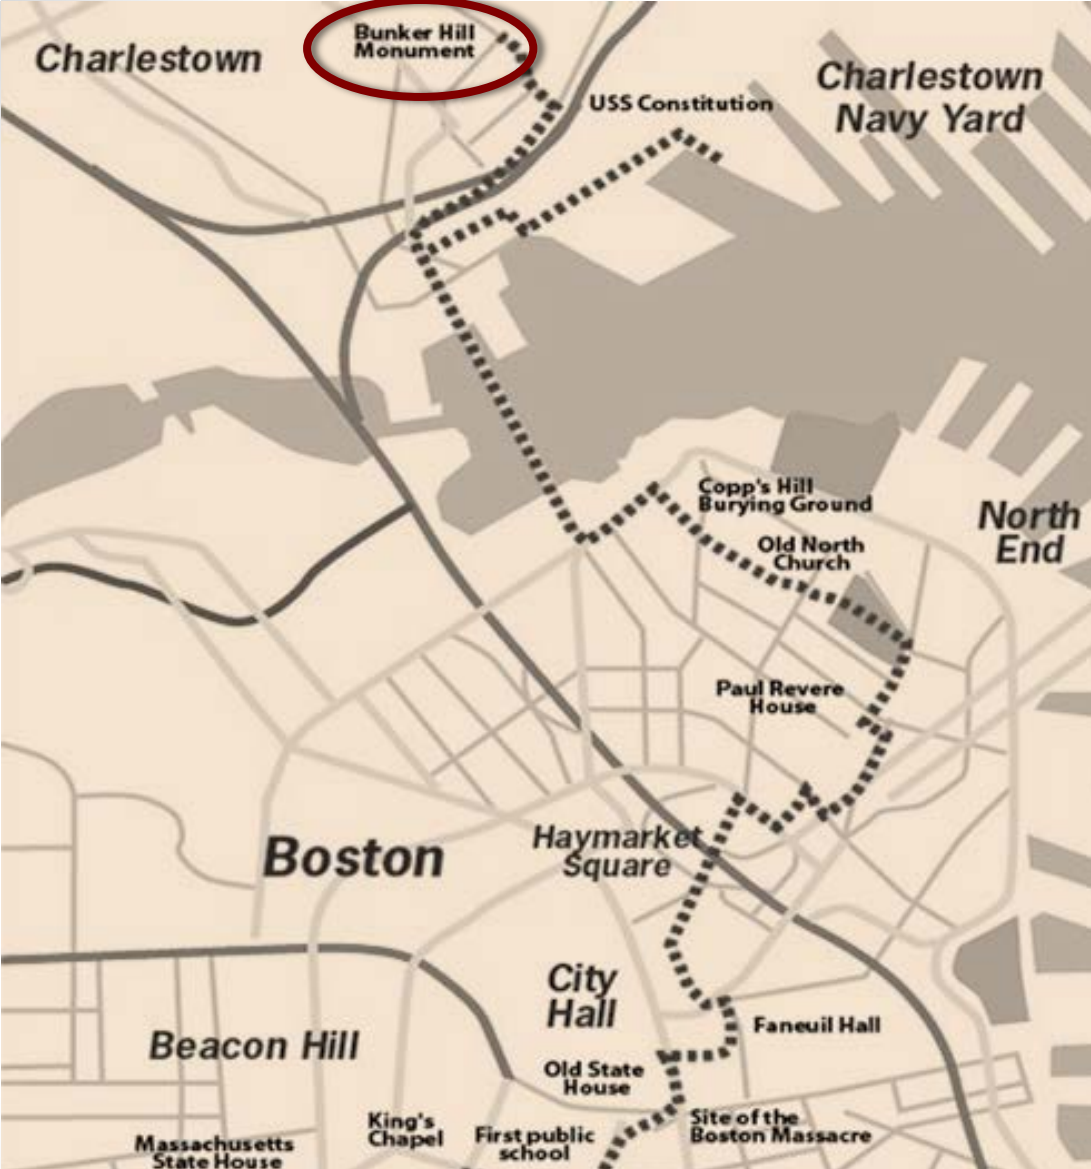 Bunker Hill
Monument
Charlestown
Charlestown
Navy Yard
USS Constitution
Copp's Hill
Burying Ground
North
End
Old North
Church
Paul Revere
House
Haymarket
Square
Boston
City
Hall
Faneuil Hall
Beacon Hill
Old State
House
King's
Chapel
First public
school
Site of the
Boston Massacre
Massachusetts
State House